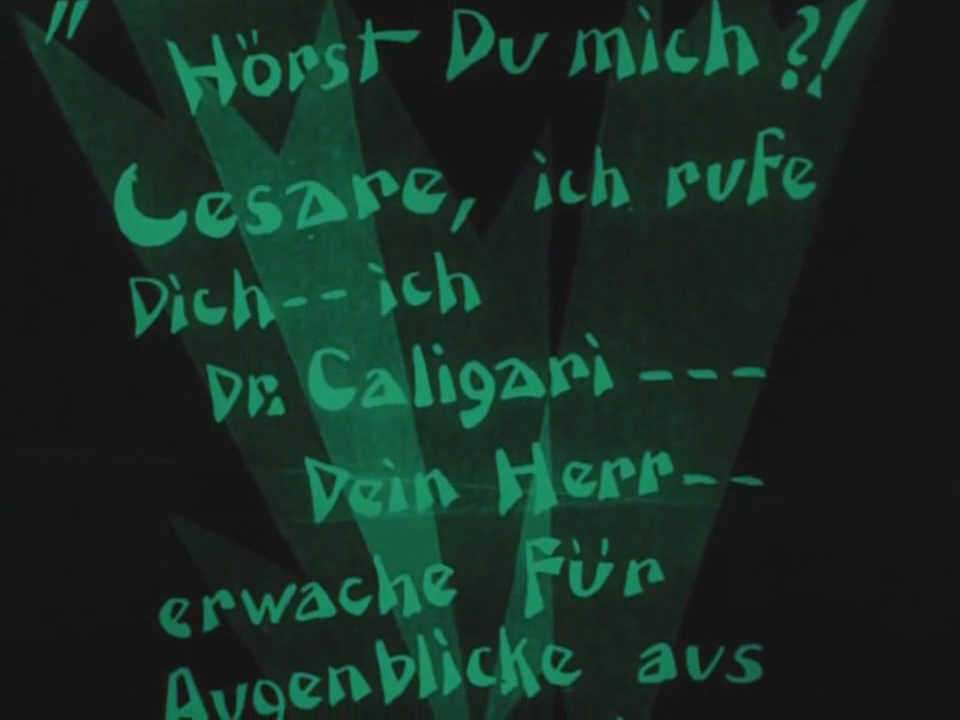 "
Hörst Du mich?!
Cesare, ich rufe
Dich-- ich
Dr. Caligari ---
Dein Herr--
erwache für
Augenblicke aus